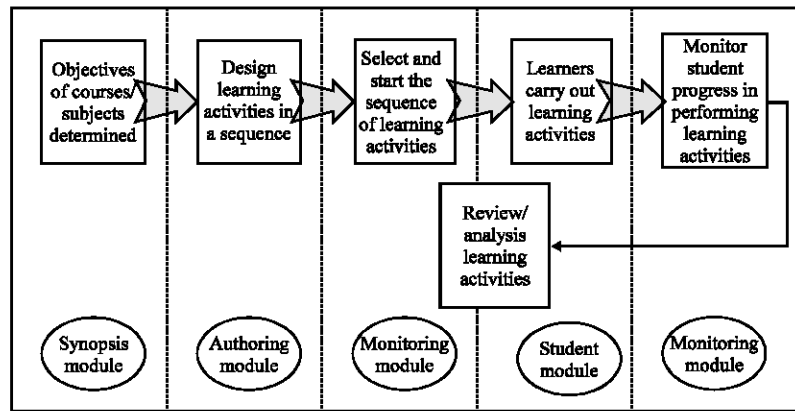 Objectives
of courses/
subjects
determined
Design
learning
activities in
a sequence
Select and
start the
sequence
of learning
activities
Learners
carry out
learning
activities
Monitor
student
progress in
performing
learning
activities
Review/
analysis
learning
activities
Synopsis
module
Authoring
module
Monitoring
module
Student
module
Monitoring
module